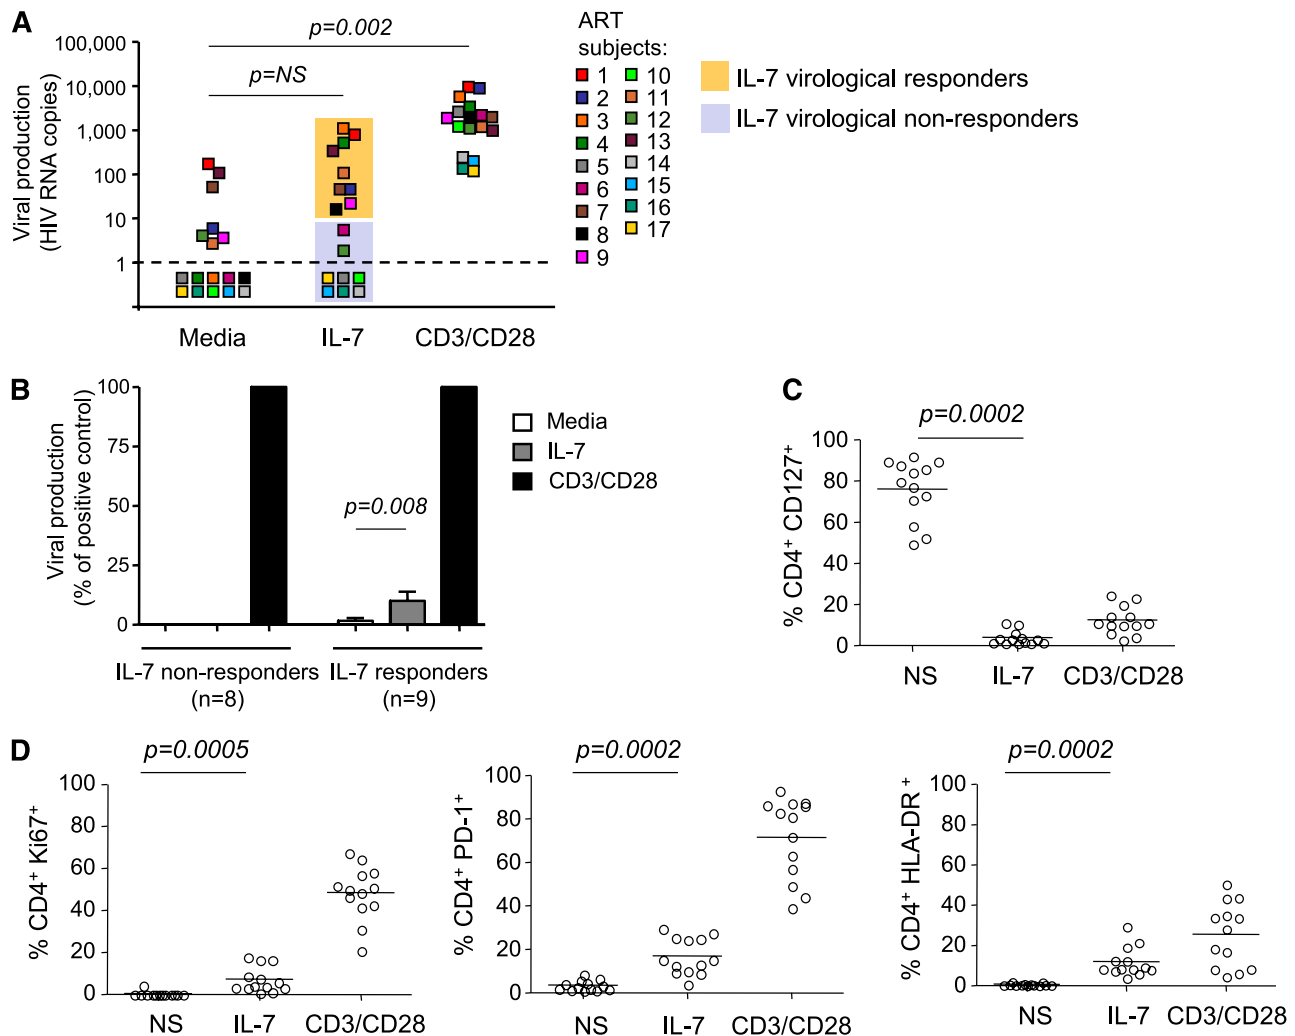 A
Viral production
(HIV RNA copies)
100,000
10,000
1,000
100
10
1
p=0.002
p=NS
Media
IL-7
CD3/CD28
ART
subjects:
1
2
3
4
5
6
7
8
9
10
11
12
13
14
15
16
17
IL-7 virological responders
IL-7 virological non-responders
B
Viral production
(% of positive control)
100
75
50
25
0
p=0.008
IL-7 non-responders
(n=8)
IL-7 responders
(n=9)
Media
IL-7
CD3/CD28
C
% CD4⁺ CD127⁺
100
80
60
40
20
0
p=0.0002
NS
IL-7
CD3/CD28
D
% CD4⁺ Ki67⁺
100
80
60
40
20
0
p=0.0005
NS
IL-7
CD3/CD28
% CD4⁺ PD-1⁺
100
80
60
40
20
0
p=0.0002
NS
IL-7
CD3/CD28
% CD4⁺ HLA-DR⁺
100
80
60
40
20
0
p=0.0002
NS
IL-7
CD3/CD28